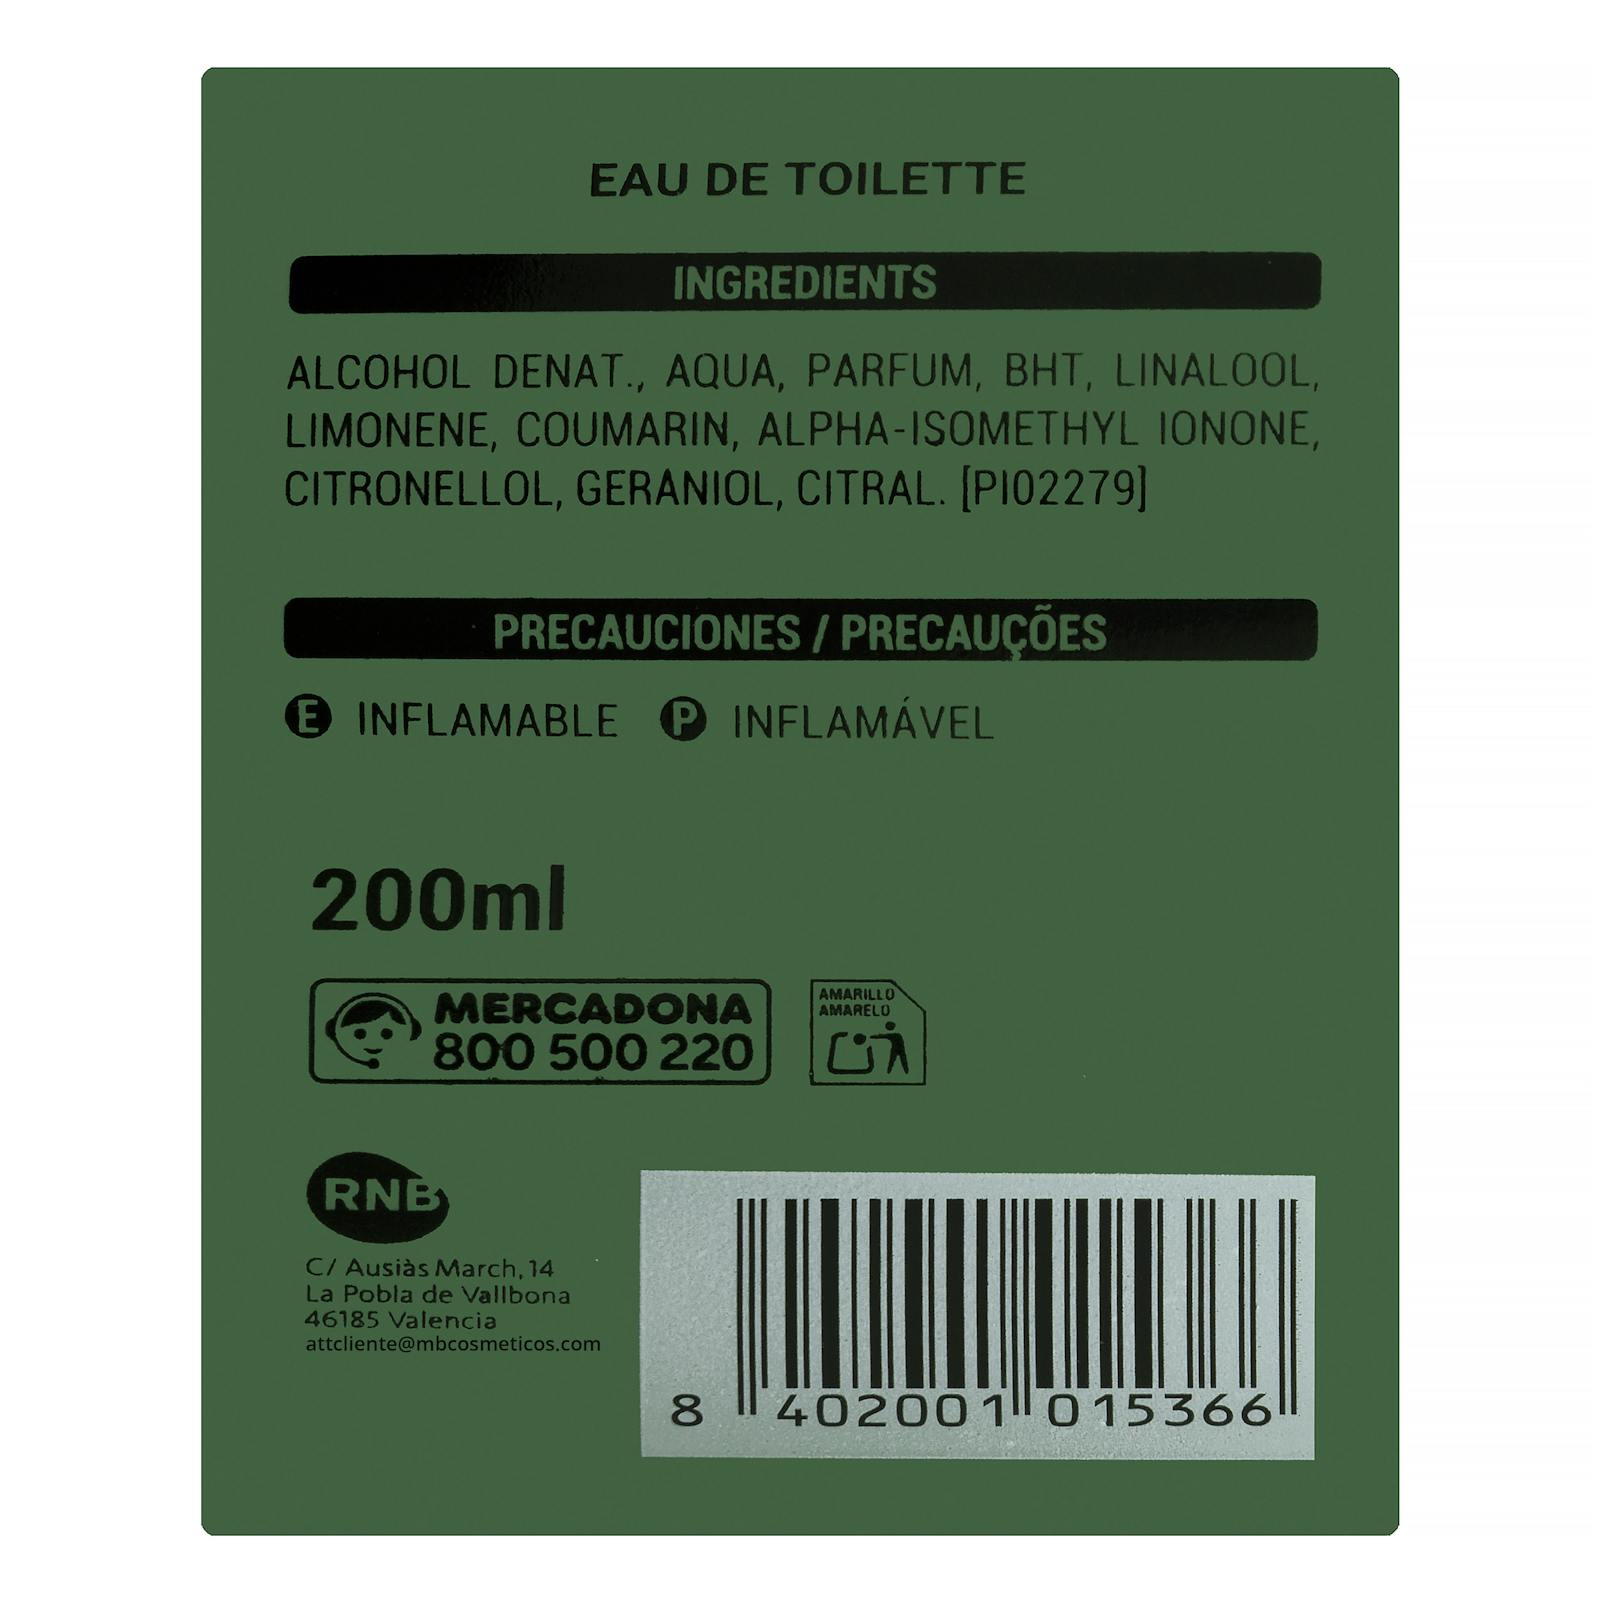 EAU DE TOILETTE
INGREDIENTS
ALCOHOL DENAT., AQUA, PARFUM, BHT, LINALOOL,
LIMONENE, COUMARIN, ALPHA-ISOMETHYL IONONE,
CITRONELLOL, GERANIOL, CITRAL. [PI02279]
PRECAUCIONES / PRECAUÇÕES
E INFLAMABLE P INFLAMÁVEL
200ml
MERCADONA
800 500 220
AMARILLO
AMARELO
RNB
C/ Ausiàs March, 14
La Pobla de Vallbona
46185 Valencia
attcliente@mbcosmeticos.com
8 402001 015366